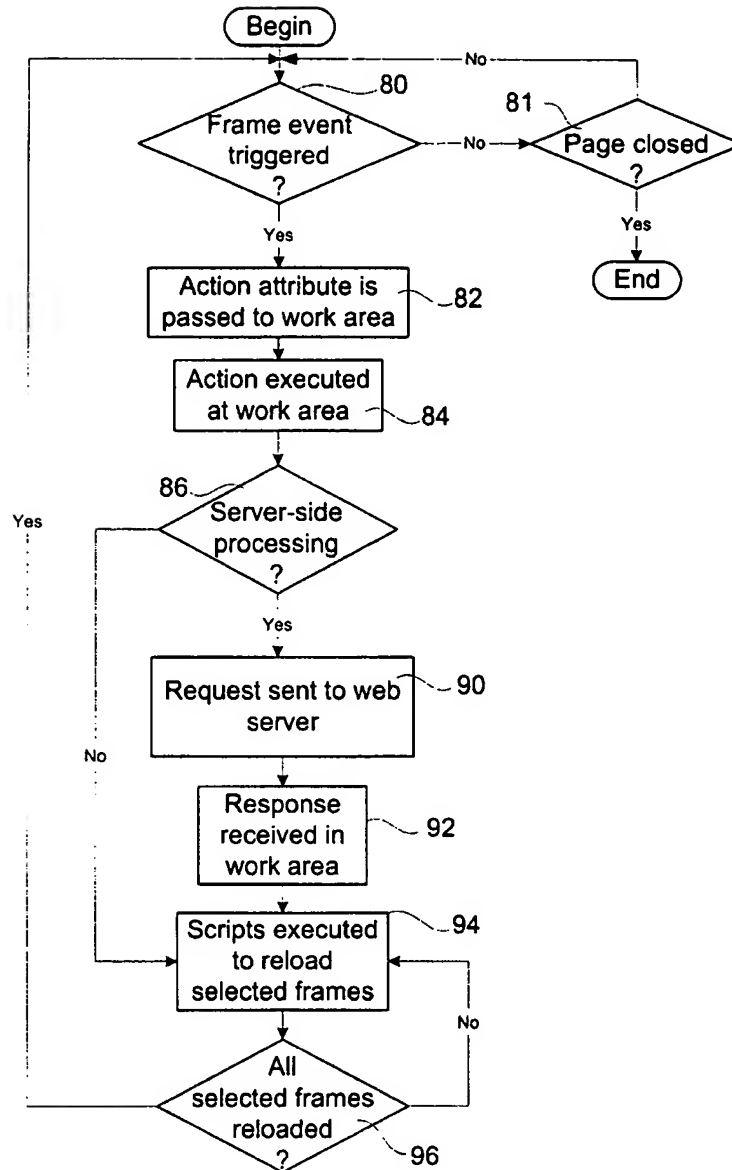 Begin
No
80
81
Frame event
triggered
?
No
Page closed
?
Yes
Yes
End
Action attribute is
passed to work area
82
Action executed
at work area
84
86
Yes
Server-side
processing
?
Yes
Request sent to web
server
90
No
Response
received in
work area
92
Scripts executed
to reload
selected frames
94
No
All
selected frames
reloaded
?
96